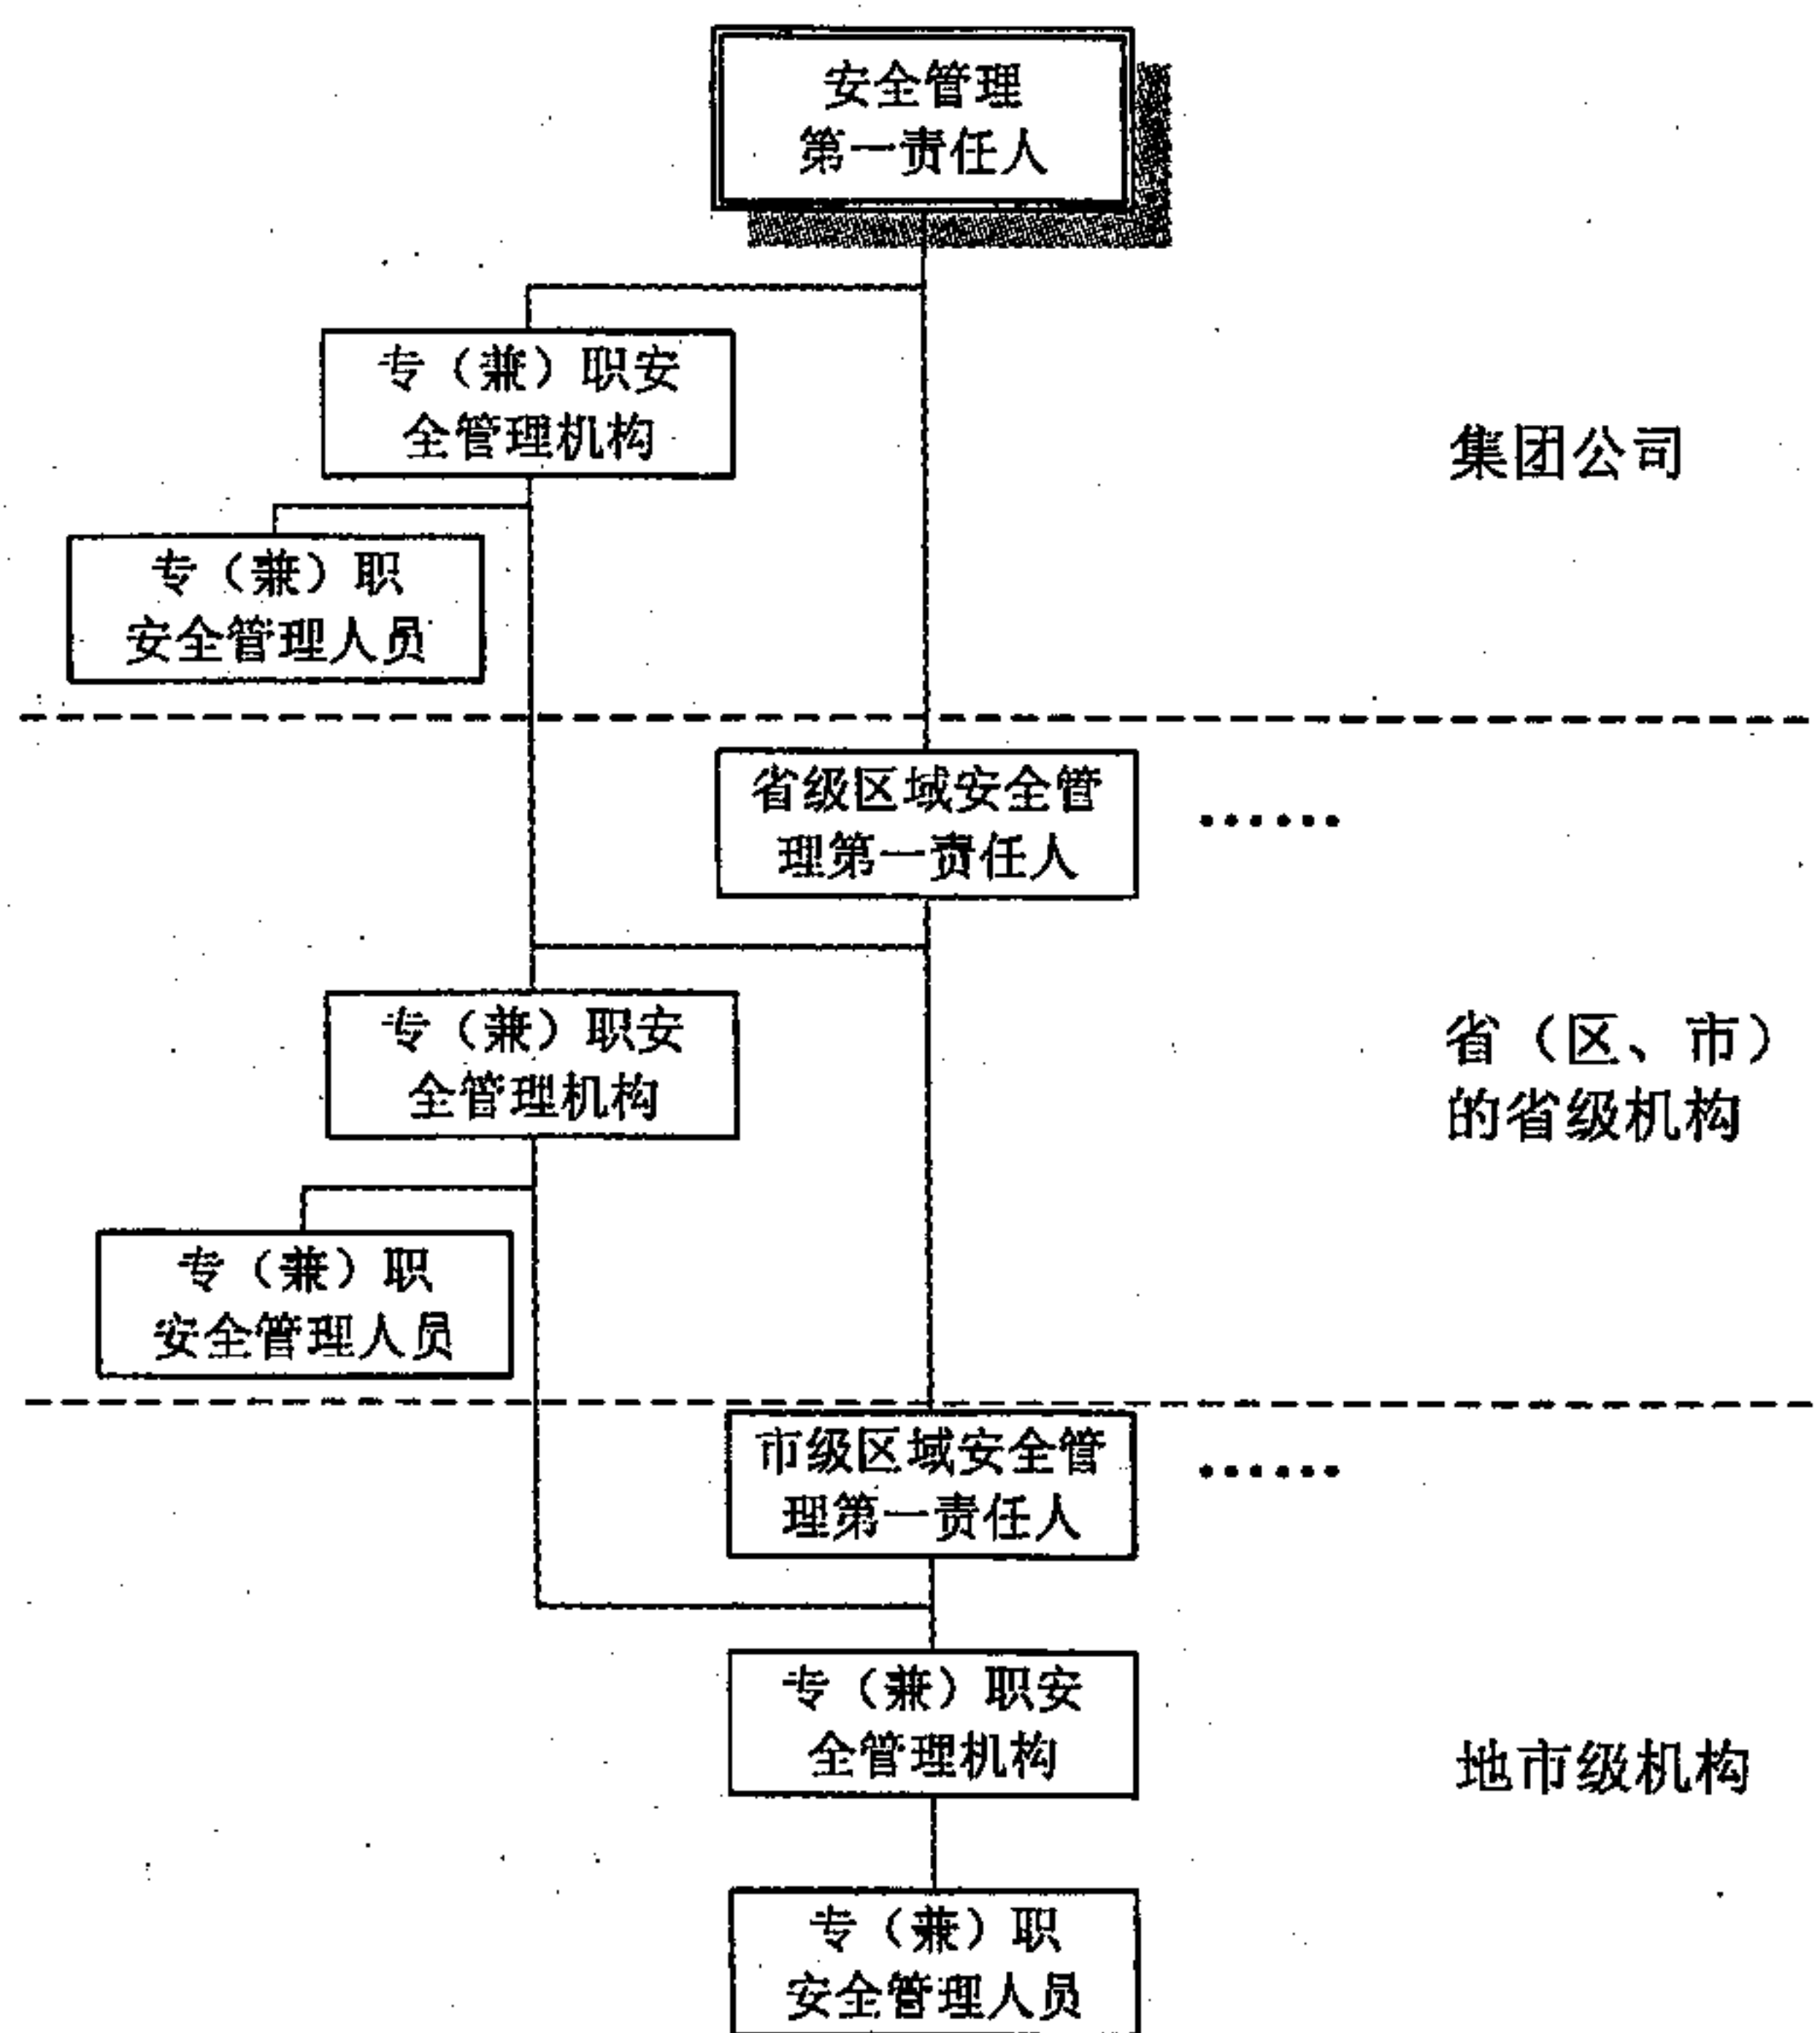 安全管理
第一责任人
专（兼）职安
全管理机构
集团公司
专（兼）职
安全管理人员
省级区域安全管
理第一责任人
……
专（兼）职安
全管理机构
省（区、市）
的省级机构
专（兼）职
安全管理人员
市级区域安全管
理第一责任人
……
专（兼）职安
全管理机构
地市级机构
专（兼）职
安全管理人员